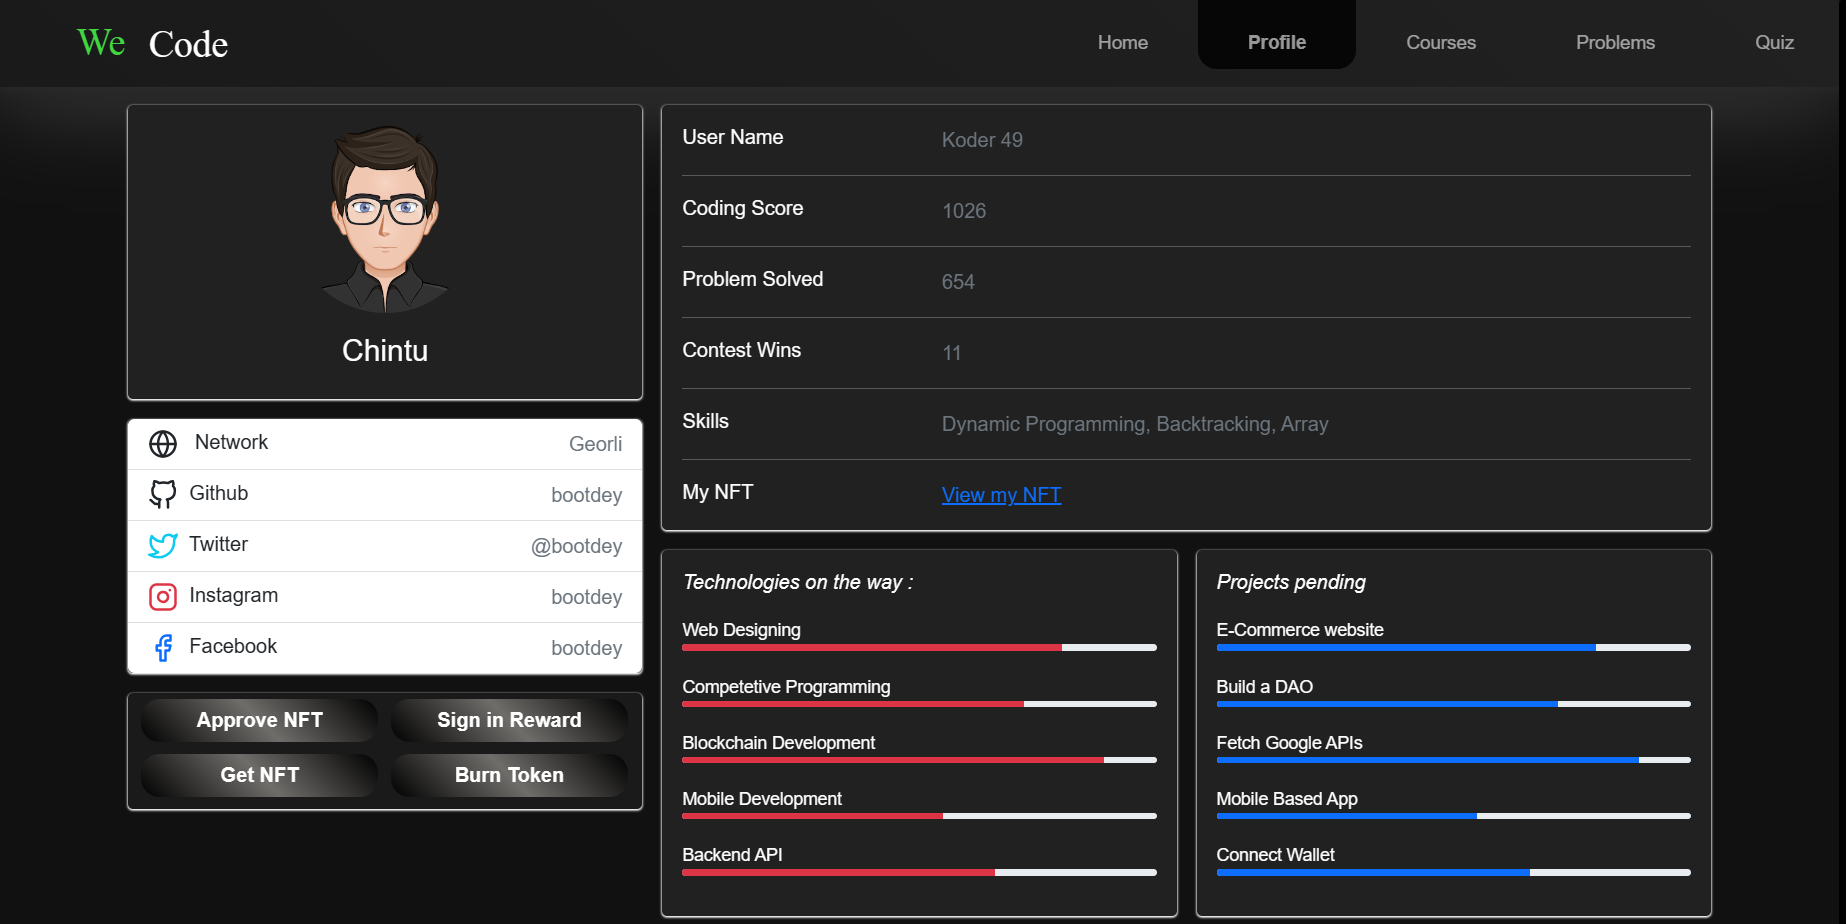 We Code
Home Profile Courses Problems Quiz
Chintu
Network Georli
Github bootdey
Twitter @bootdey
Instagram bootdey
Facebook bootdey
Approve NFT Sign in Reward
Get NFT Burn Token
User Name Koder 49
Coding Score 1026
Problem Solved 654
Contest Wins 11
Skills Dynamic Programming, Backtracking, Array
My NFT View my NFT
Technologies on the way :
Web Designing
Competetive Programming
Blockchain Development
Mobile Development
Backend API
Projects pending
E-Commerce website
Build a DAO
Fetch Google APIs
Mobile Based App
Connect Wallet